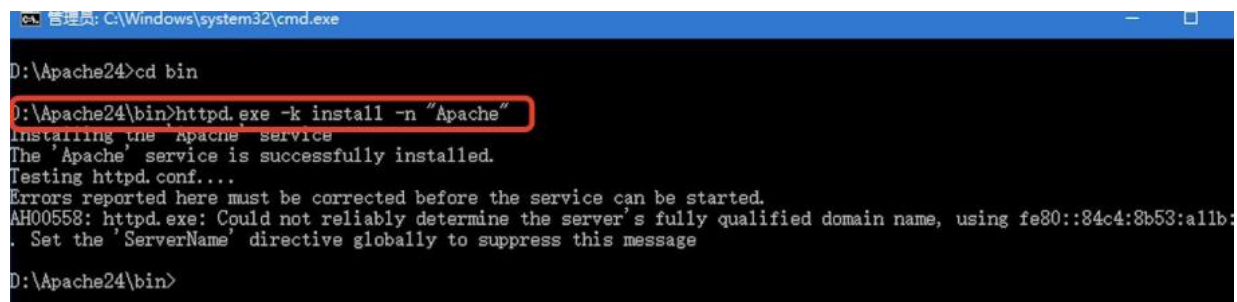 管理员: C:\Windows\system32\cmd.exe
D:\Apache24>cd bin
D:\Apache24\bin>httpd.exe -k install -n "Apache"
Installing the 'Apache' service
The 'Apache' service is successfully installed.
Testing httpd.conf....
Errors reported here must be corrected before the service can be started.
AH00558: httpd.exe: Could not reliably determine the server's fully qualified domain name, using fe80::84c4:8b53:a11b:
. Set the 'ServerName' directive globally to suppress this message
D:\Apache24\bin>